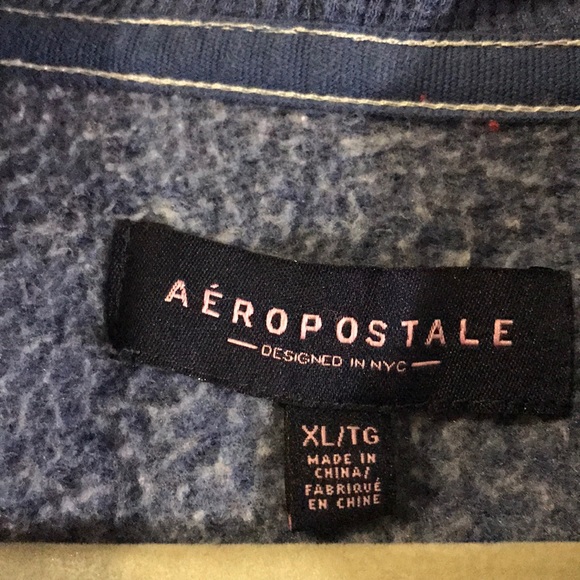 AÉROPOSTALE
DESIGNED IN NYC
XL/TG
MADE IN
CHINA/
FABRIQUÉ
EN CHINE